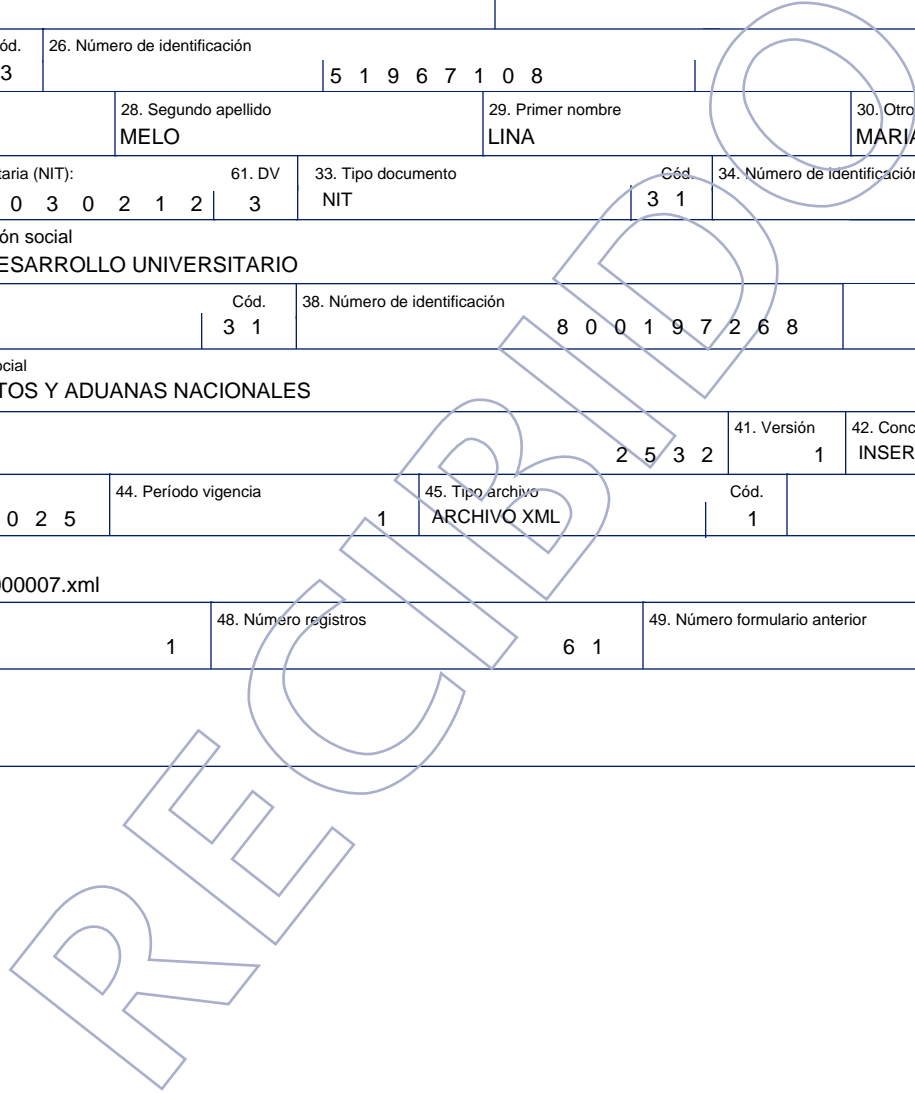 ód. 26. Número de identificación
3 5 1 9 6 7 1 0 8
28. Segundo apellido 29. Primer nombre 30. Otro
MELO LINA MARIA
taria (NIT): 61. DV 33. Tipo documento Cód. 34. Número de identificación
0 3 0 2 1 2 3 NIT 3 1
ón social
ESARROLLO UNIVERSITARIO
Cód. 38. Número de identificación
3 1 8 0 0 1 9 7 2 6 8
ocial
TOS Y ADUANAS NACIONALES
41. Versión 42. Conc
2 5 3 2 1 INSER
44. Período vigencia 45. Tipo archivo Cód.
0 2 5 1 ARCHIVO XML 1
000007.xml
48. Número registros 49. Número formulario anterior
1 6 1
RECIBIDO